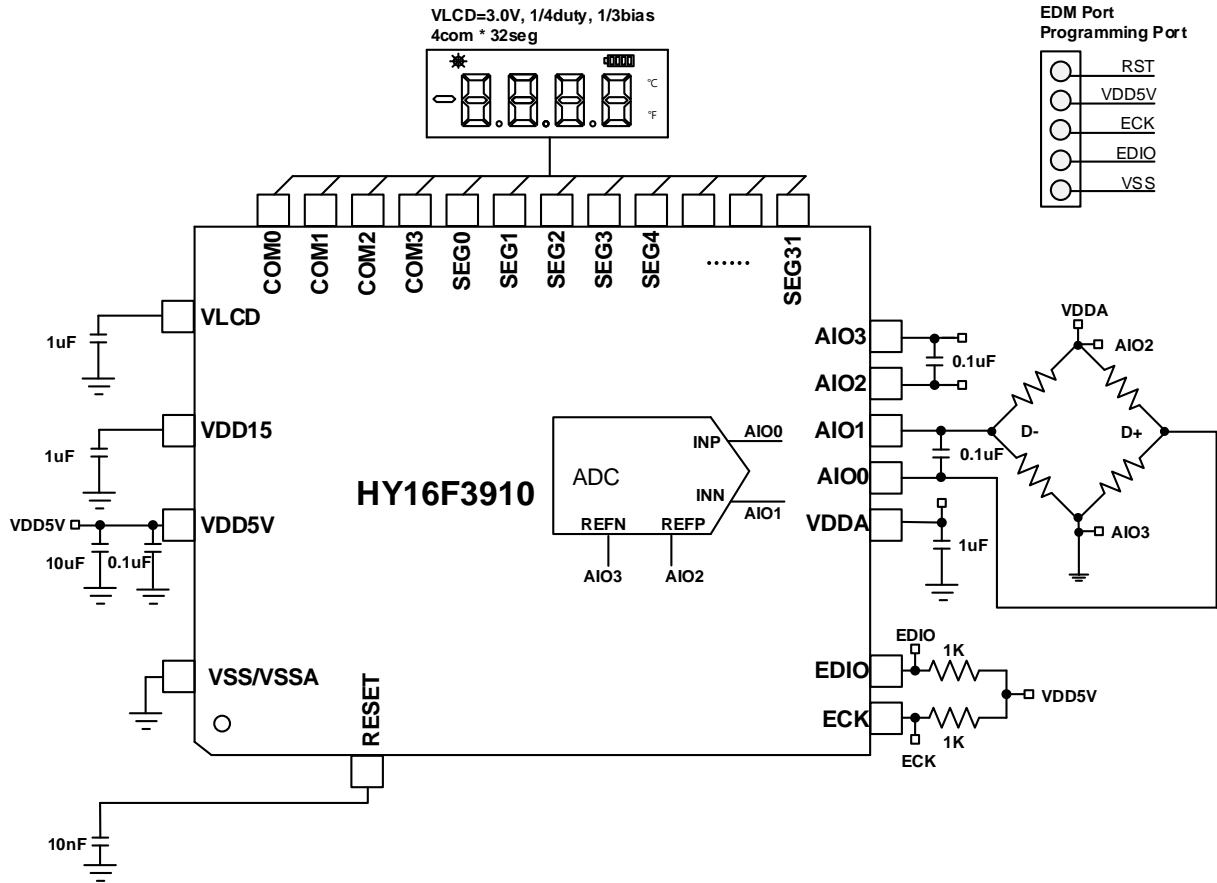 VLCD=3.0V, 1/4duty, 1/3bias
4com * 32seg
°C
°F
EDM Port
Programming Port
RST
VDD5V
ECK
EDIO
VSS
COM0
COM1
COM2
COM3
SEG0
SEG1
SEG2
SEG3
SEG4
......
SEG31
VLCD
1uF
VDD15
1uF
VDD5V
VDD5V
10uF
0.1uF
VSS/VSSA
RESET
10nF
HY16F3910
ADC
INP
AIO0
INN
AIO1
REFN
REFP
AIO3
AIO2
AIO3
0.1uF
AIO2
AIO1
0.1uF
AIO0
VDDA
1uF
VDDA
AIO2
D-
D+
AIO3
EDIO
EDIO
1K
VDD5V
ECK
1K
ECK